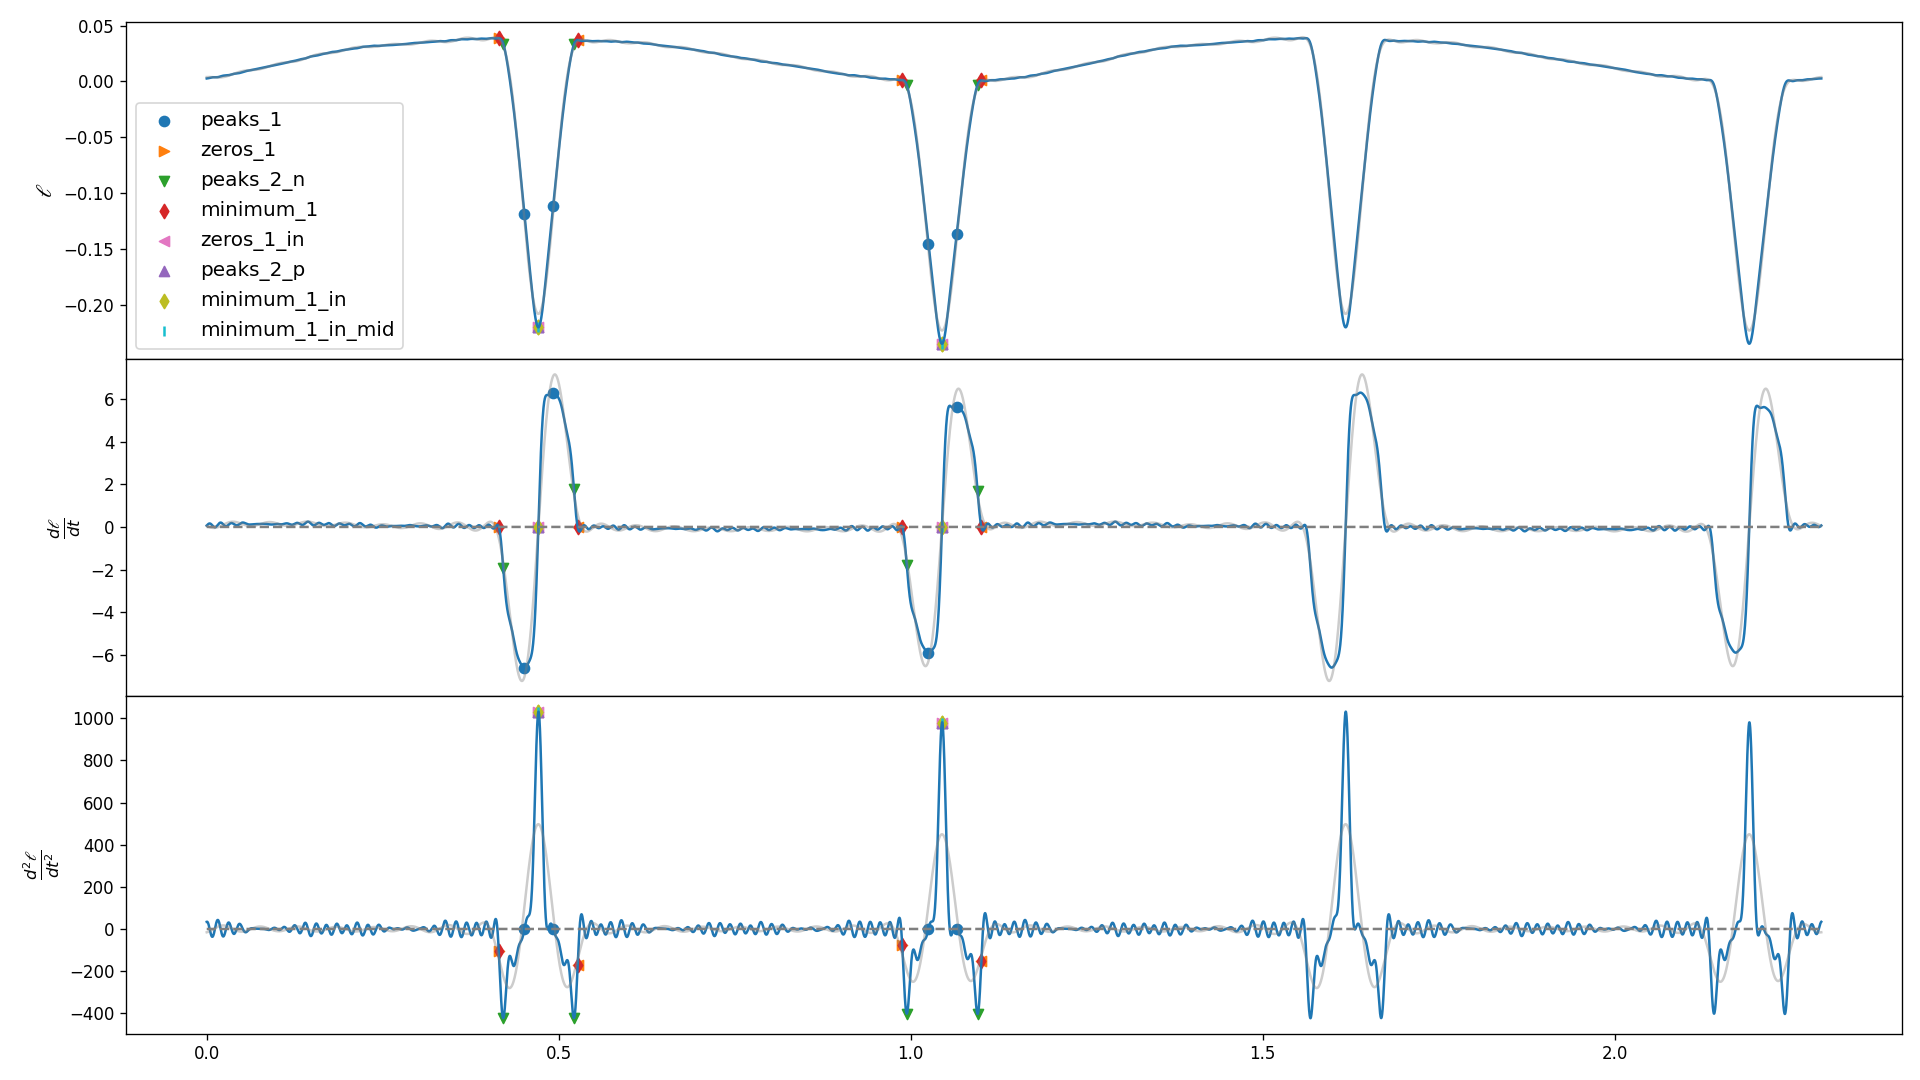 0.05
0.00
−0.05
−0.10
−0.15
−0.20
ℓ
peaks_1
zeros_1
peaks_2_n
minimum_1
zeros_1_in
peaks_2_p
minimum_1_in
minimum_1_in_mid
6
4
2
0
−2
−4
−6
dℓ
dt
1000
800
600
400
200
0
−200
−400
d²ℓ
dt²
0.0 0.5 1.0 1.5 2.0